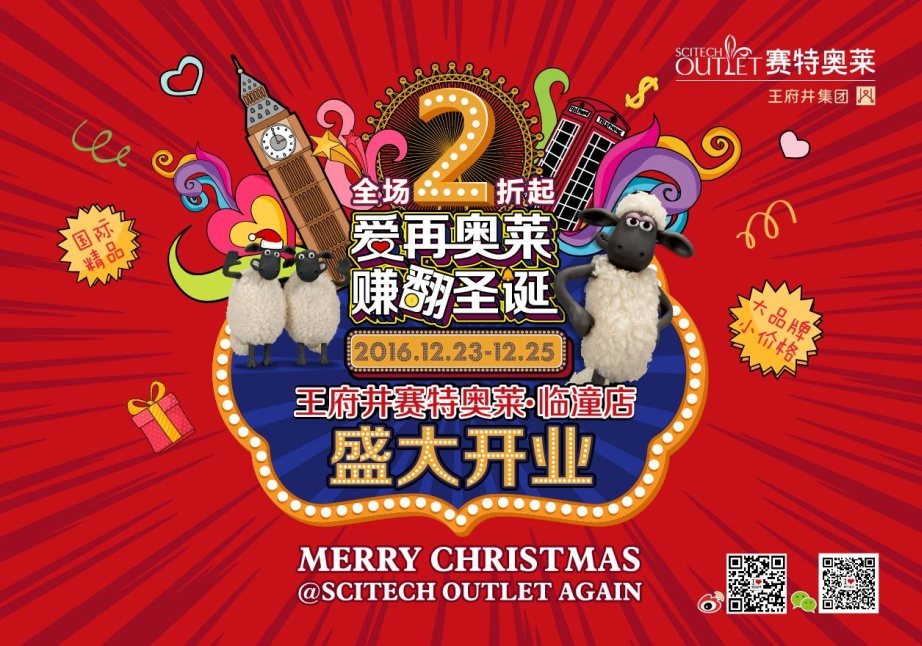 SCITECH
OUTLET 赛特奥莱
王府井集团
TELEPHONE
全场2折起
爱再奥莱
赚翻圣诞
国际
精品
大品牌
小价格
2016.12.23-12.25
王府井赛特奥莱·临潼店
盛大开业
MERRY CHRISTMAS
@SCITECH OUTLET AGAIN